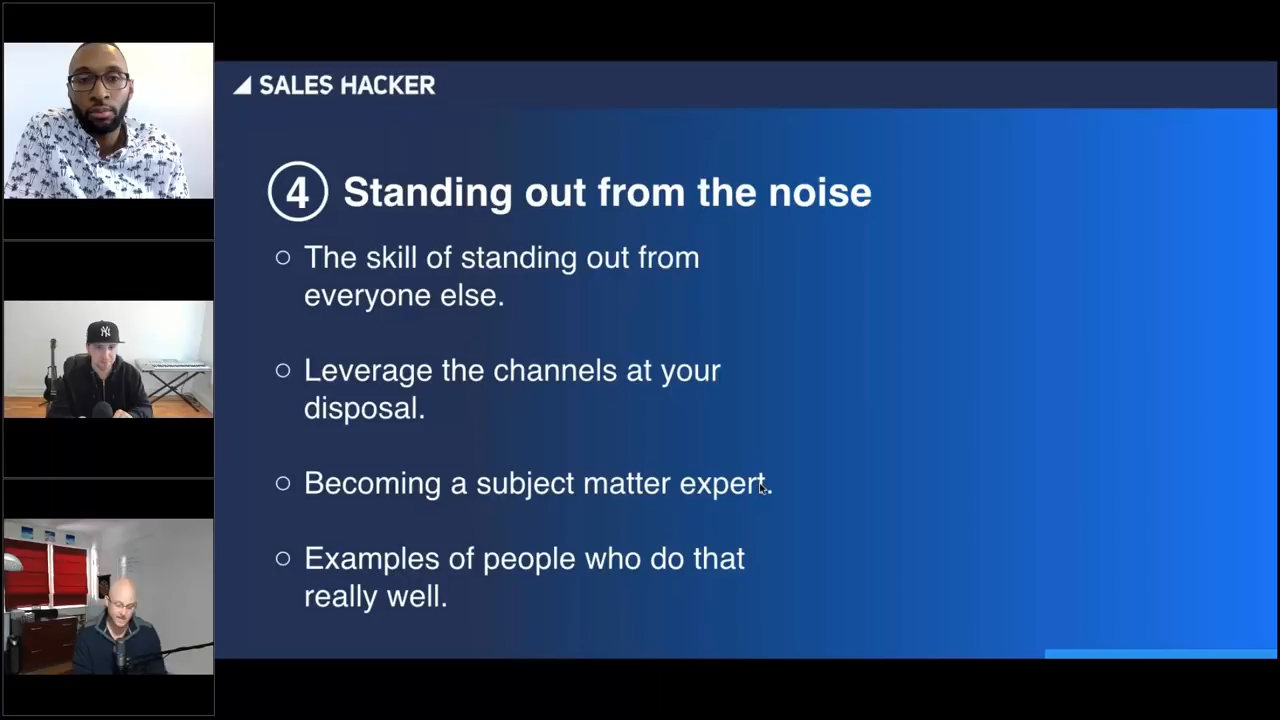 SALES HACKER
4 Standing out from the noise
The skill of standing out from
everyone else.
Leverage the channels at your
disposal.
Becoming a subject matter expert.
Examples of people who do that
really well.
NY